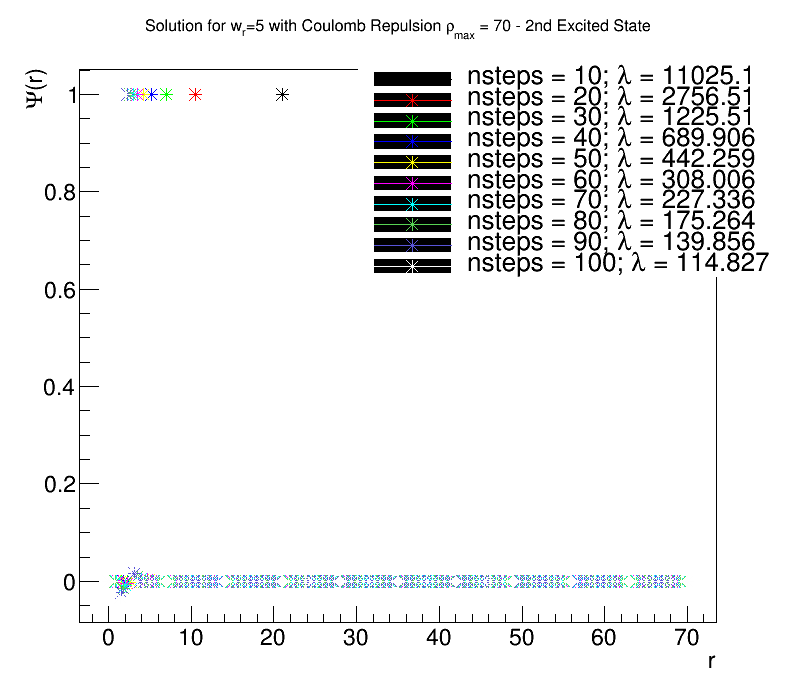 Solution for wr=5 with Coulomb Repulsion ρmax = 70 - 2nd Excited State
Ψ(r)
1
0.8
0.6
0.4
0.2
0
nsteps = 10; λ = 11025.1
nsteps = 20; λ = 2756.51
nsteps = 30; λ = 1225.51
nsteps = 40; λ = 689.906
nsteps = 50; λ = 442.259
nsteps = 60; λ = 308.006
nsteps = 70; λ = 227.336
nsteps = 80; λ = 175.264
nsteps = 90; λ = 139.856
nsteps = 100; λ = 114.827
0 10 20 30 40 50 60 70
r